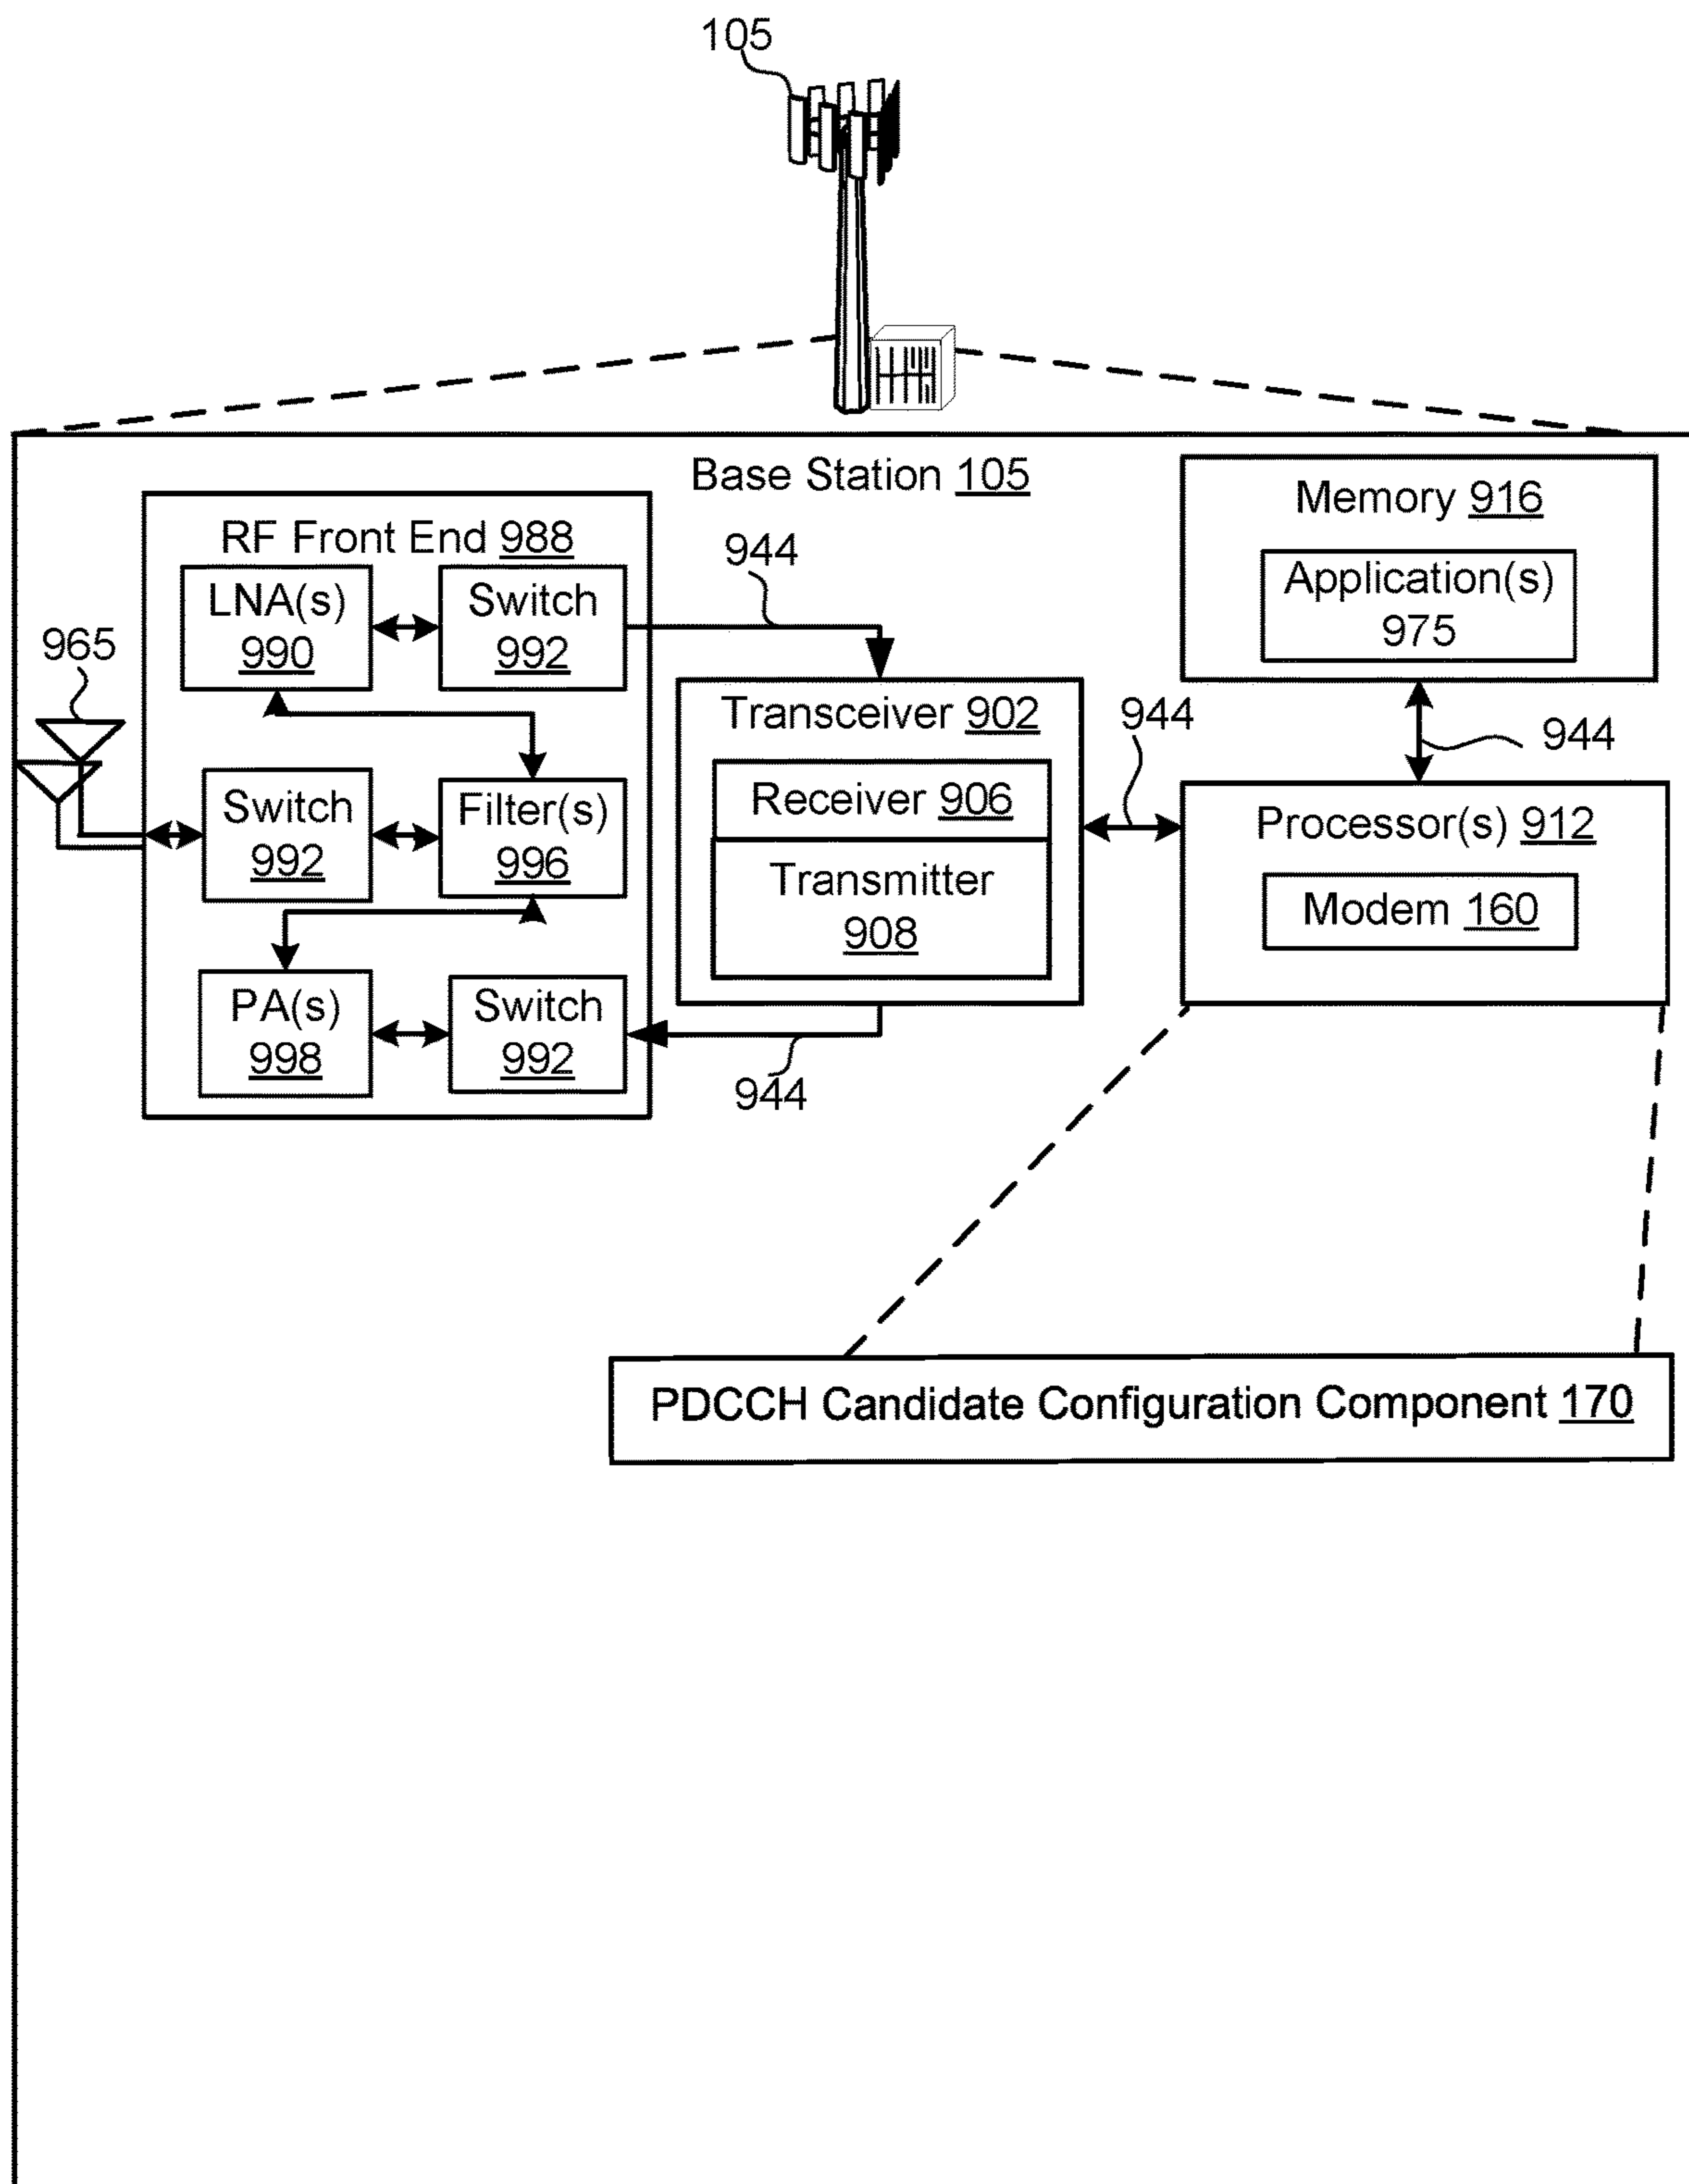 105
Base Station 105
RF Front End 988
LNA(s)
990
Switch
992
944
Memory 916
Application(s)
975
965
Switch
992
Filter(s)
996
Transceiver 902
Receiver 906
Transmitter
908
944
944
Processor(s) 912
Modem 160
PA(s)
998
Switch
992
944
PDCCH Candidate Configuration Component 170